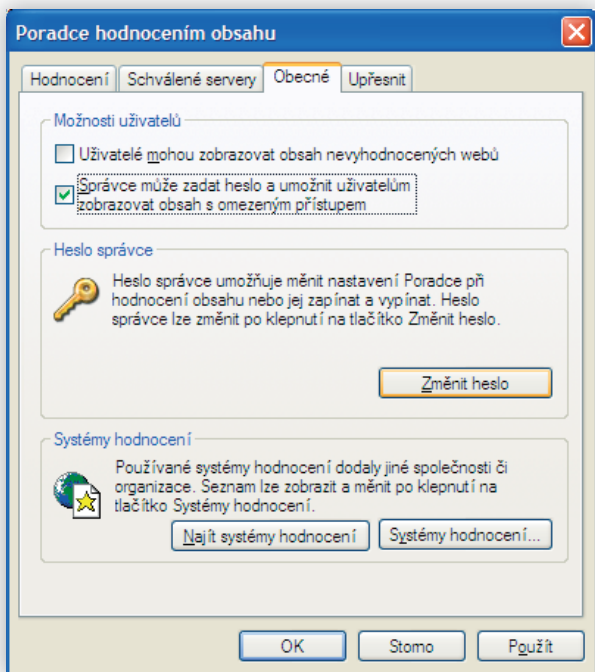 Poradce hodnocením obsahu
Hodnocení Schválené servery Obecné Upřesnit
Možnosti uživatelů
Uživatelé mohou zobrazovat obsah nevyhodnocených webů
Správce může zadat heslo a umožnit uživatelům
zobrazovat obsah s omezeným přístupem
Heslo správce
Heslo správce umožňuje měnit nastavení Poradce při
hodnocení obsahu nebo jej zapínat a vypínat. Heslo
správce lze změnit po klepnutí na tlačítko Změnit heslo.
Změnit heslo
Systémy hodnocení
Používané systémy hodnocení dodaly jiné společnosti či
organizace. Seznam lze zobrazit a měnit po klepnutí na
tlačítko Systémy hodnocení.
Najít systémy hodnocení Systémy hodnocení...
OK Stomo Použít